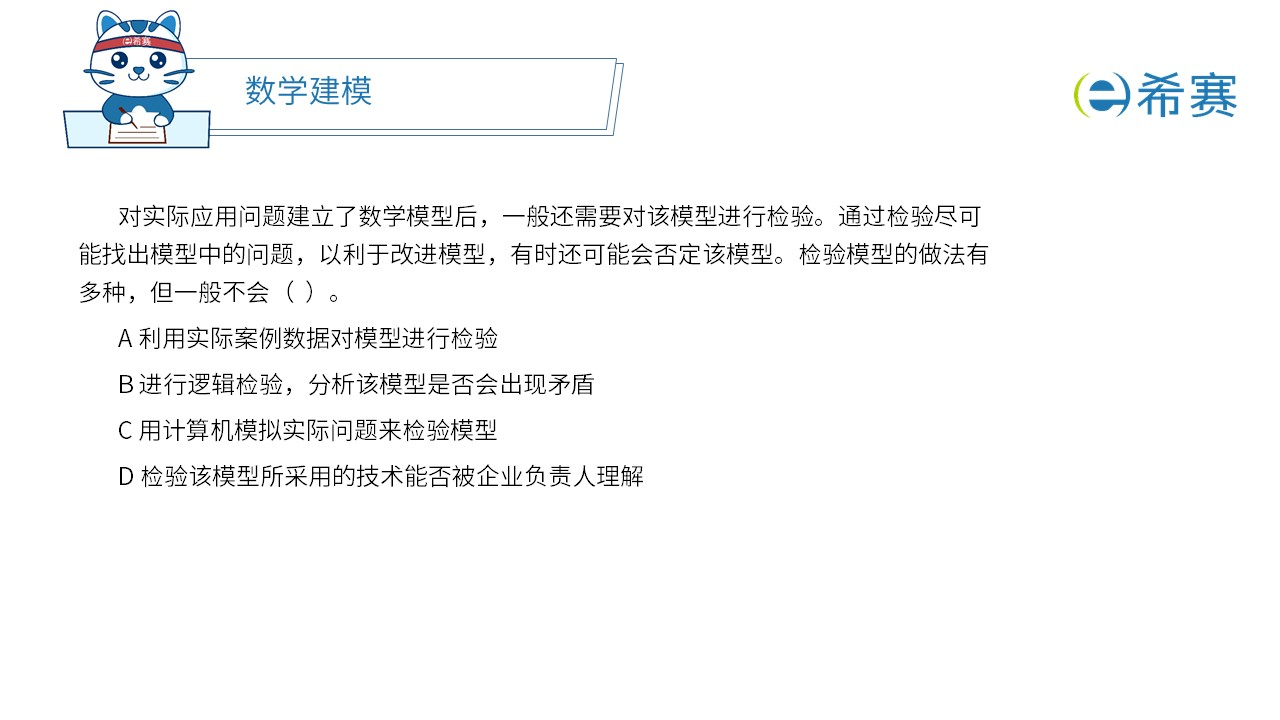 希赛
数学建模
希赛
对实际应用问题建立了数学模型后，一般还需要对该模型进行检验。通过检验尽可
能找出模型中的问题，以利于改进模型，有时还可能会否定该模型。检验模型的做法有
多种，但一般不会（ ）。
A 利用实际案例数据对模型进行检验
B 进行逻辑检验，分析该模型是否会出现矛盾
C 用计算机模拟实际问题来检验模型
D 检验该模型所采用的技术能否被企业负责人理解